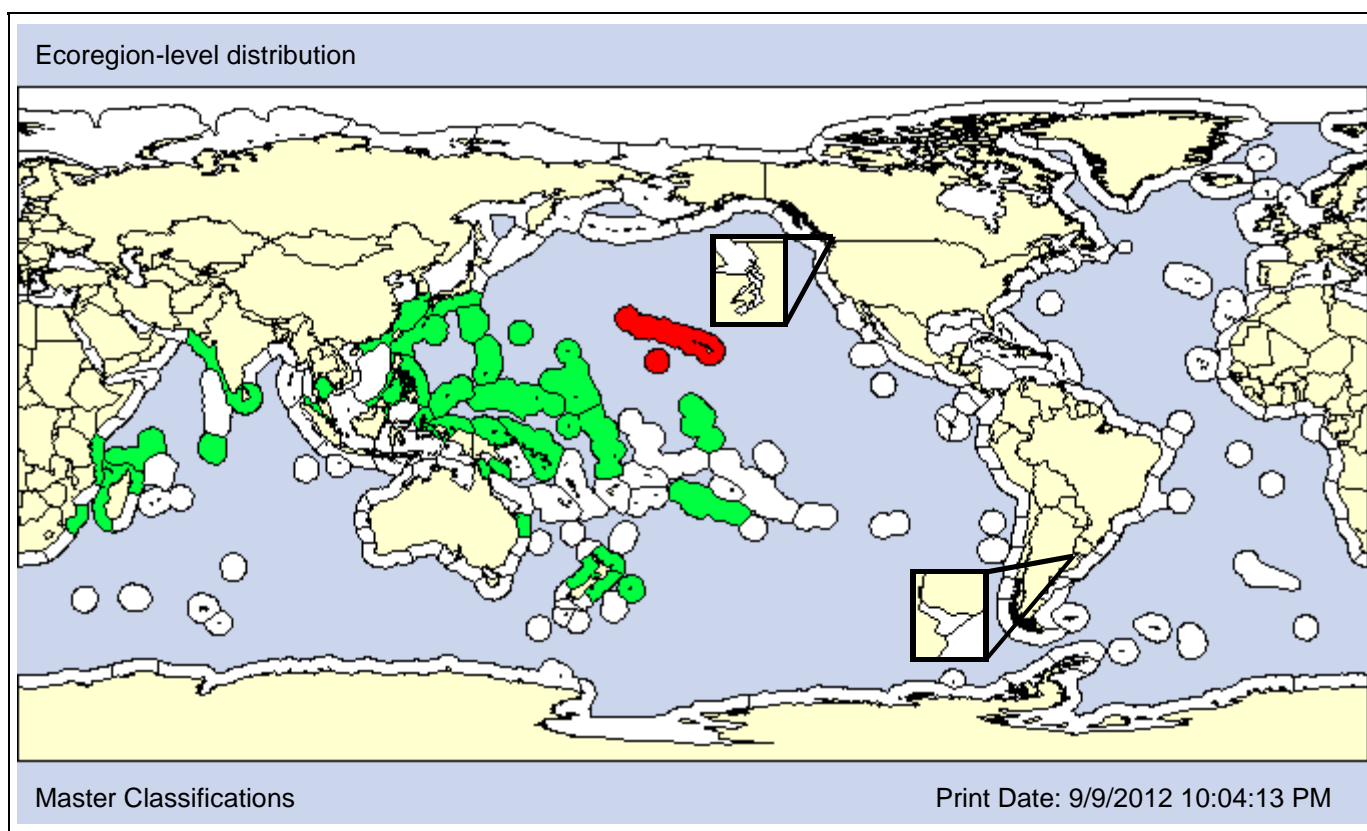 Ecoregion-level distribution
Master Classifications
Print Date: 9/9/2012 10:04:13 PM